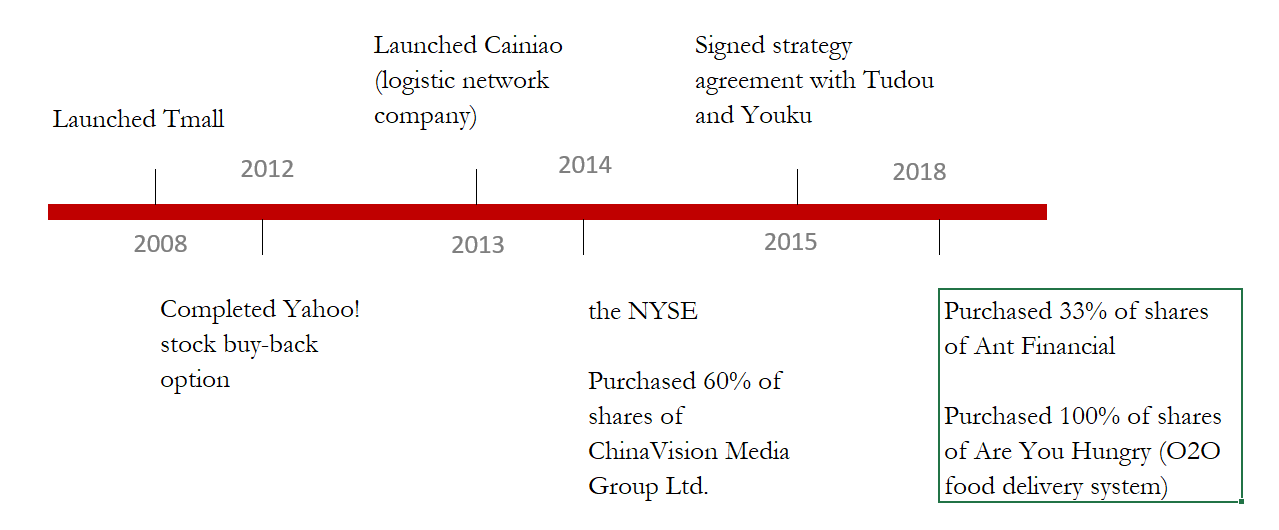 Launched Cainiao
(logistic network
company)
Signed strategy
agreement with Tudou
and Youku
Launched Tmall
2012
2014
2018
2008
2013
2015
Completed Yahoo!
stock buy-back
option
the NYSE
Purchased 60% of
shares of
ChinaVision Media
Group Ltd.
Purchased 33% of shares
of Ant Financial
Purchased 100% of shares
of Are You Hungry (O2O
food delivery system)